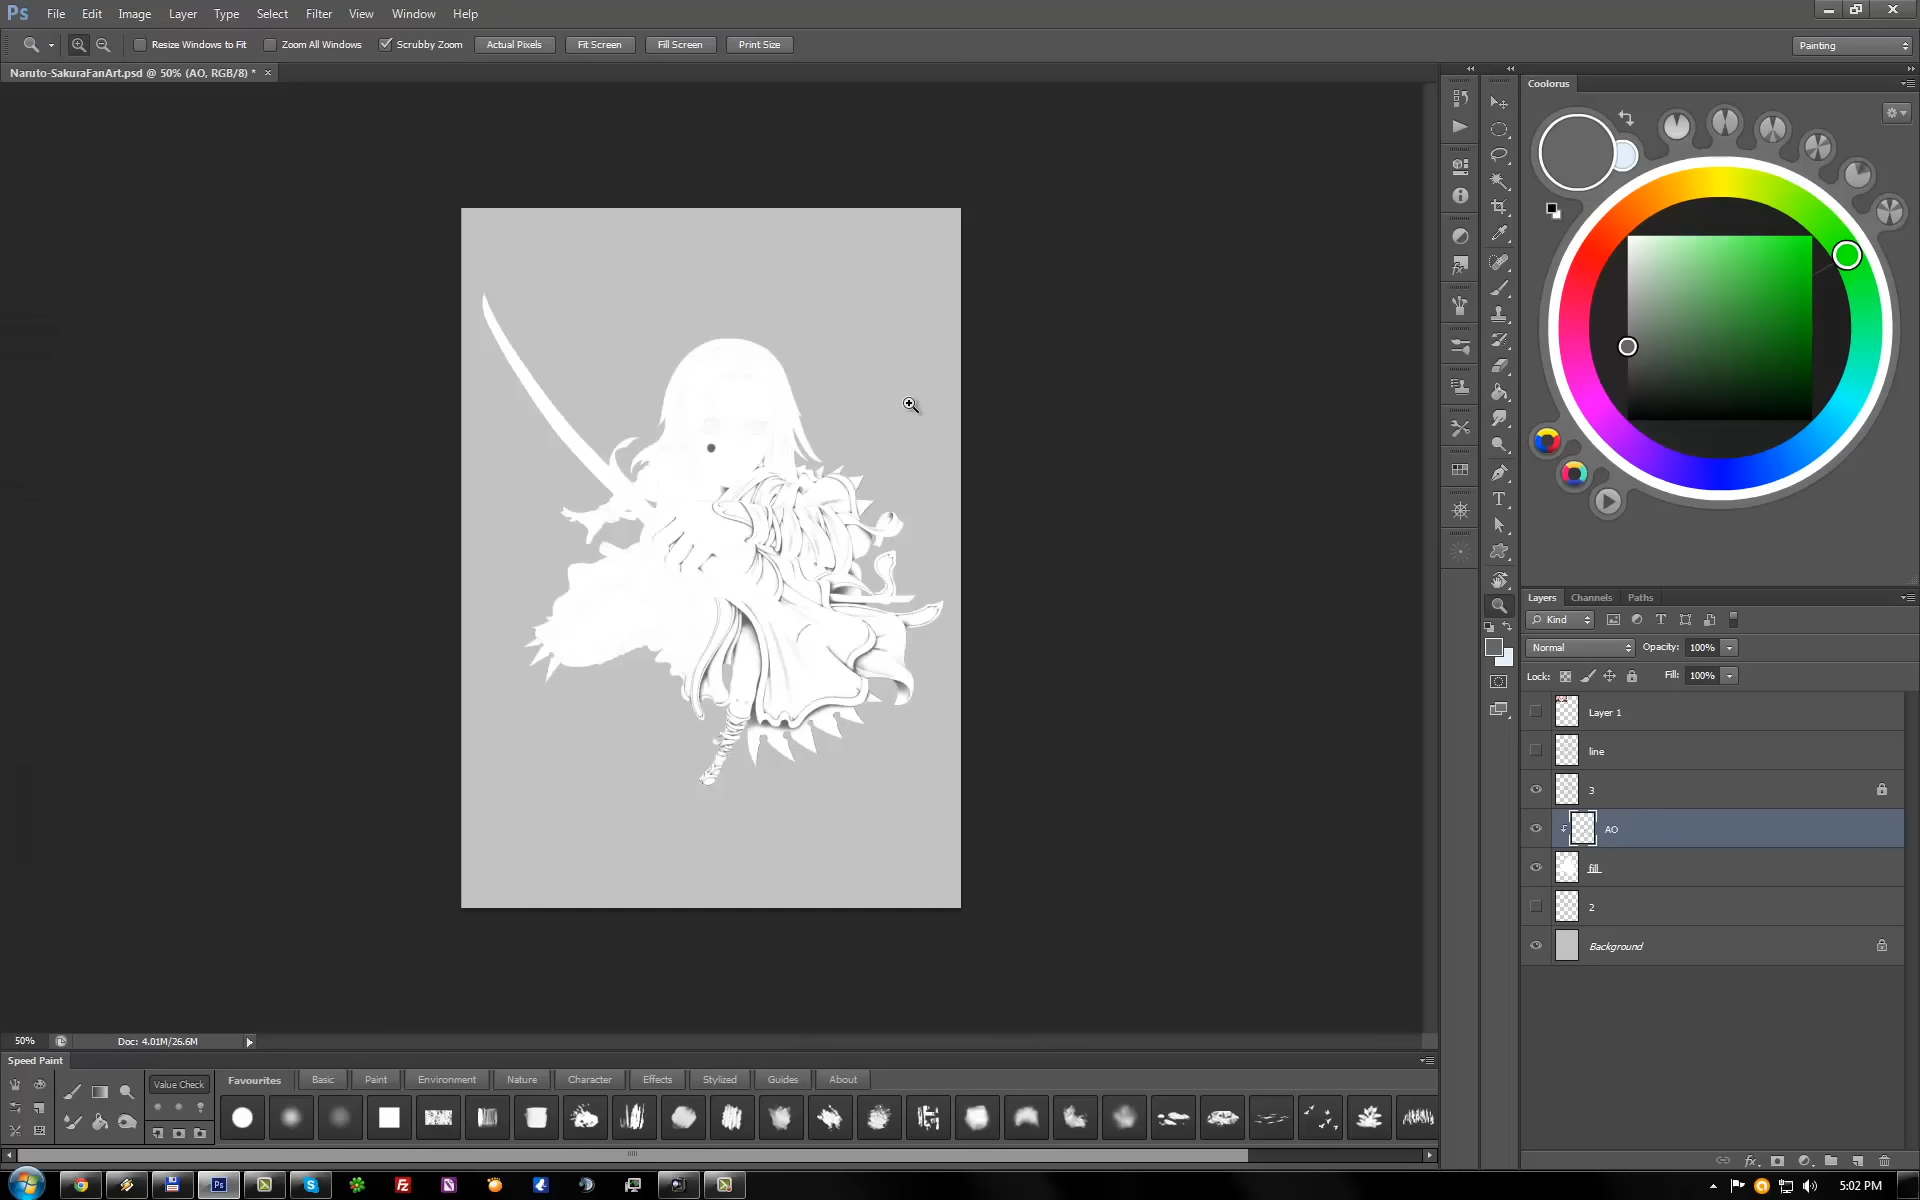 Ps File Edit Image Layer Type Select Filter Analysis View Window Help
Resize Windows to Fit Zoom All Windows Scrubby Zoom Actual Pixels Fit Screen Fill Screen Print Size Painting
Naruto-SakuraFanArt.psd @ 50% (AO, RGB/8) * ×
Coolorus
Layers Channels Paths
Kind
Normal Opacity: 100%
Lock: Fill: 100%
Layer 1
line
3
AO
fill
2
Background
50% Doc: 4.01M/26.6M
Speed Paint
Value Check Favourites Basic Paint Environment Nature Character Effects Stylized Guides About
5:02 PM